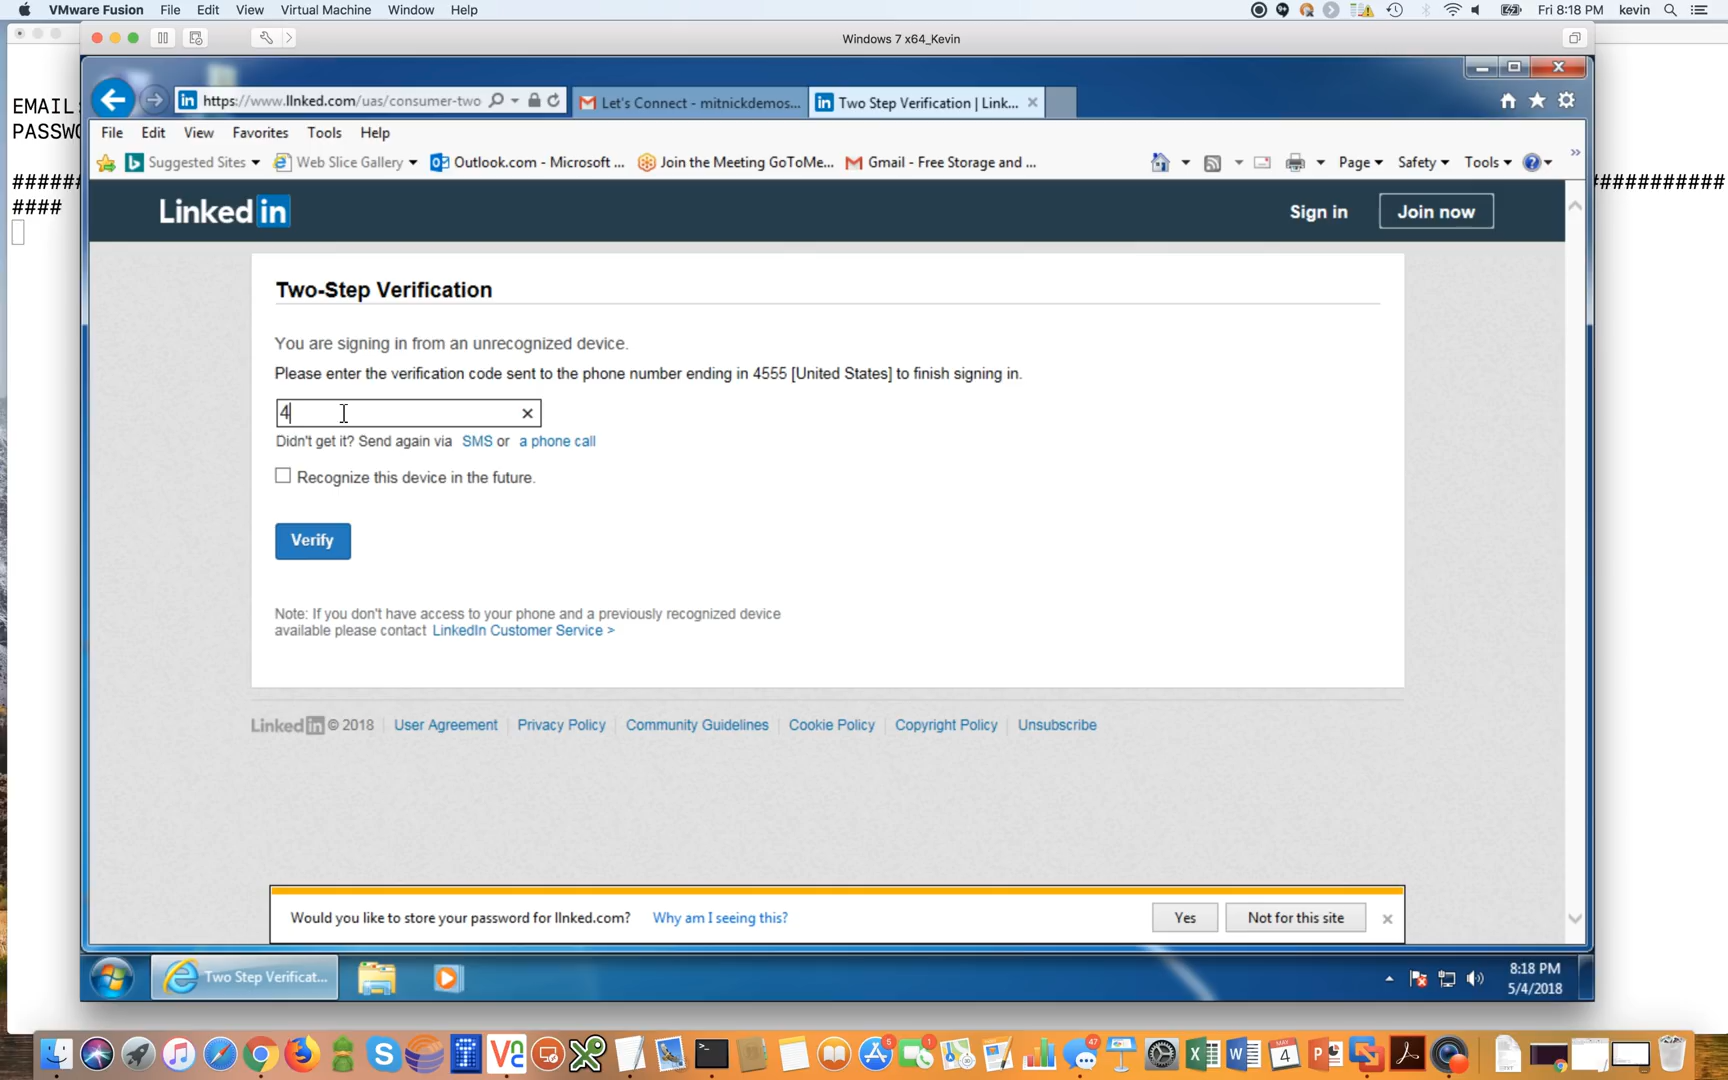 VMware Fusion File Edit View Virtual Machine Window Help Fri 8:18 PM kevin
Windows 7 x64_Kevin
EMAIL:
PASSWO
https://www.llnked.com/uas/consumer-two
Let's Connect - mitnickdemos...
Two Step Verification | Link...
File Edit View Favorites Tools Help
Suggested Sites Web Slice Gallery Outlook.com - Microsoft ... Join the Meeting GoToMe... Gmail - Free Storage and ... Page Safety Tools
##########
####
LinkedIn Sign in Join now
Two-Step Verification
You are signing in from an unrecognized device.
Please enter the verification code sent to the phone number ending in 4555 [United States] to finish signing in.
4
Didn't get it? Send again via SMS or a phone call
Recognize this device in the future.
Verify
Note: If you don't have access to your phone and a previously recognized device
available please contact LinkedIn Customer Service >
LinkedIn © 2018 User Agreement Privacy Policy Community Guidelines Cookie Policy Copyright Policy Unsubscribe
Would you like to store your password for llnked.com? Why am I seeing this? Yes Not for this site
Two Step Verificat...
8:18 PM
5/4/2018